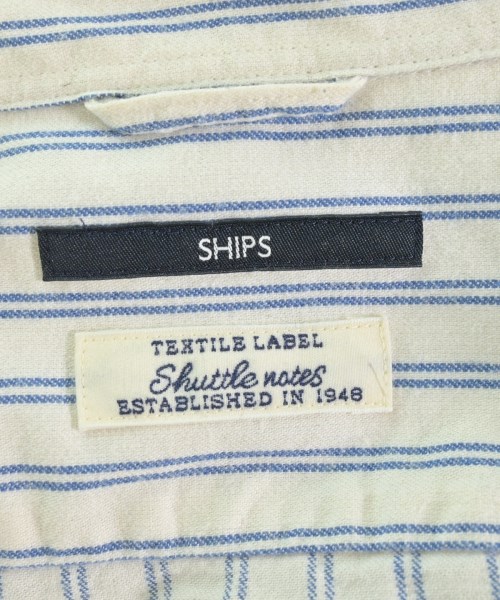 SHIPS
TEXTILE LABEL
Shuttle notes
ESTABLISHED IN 1948